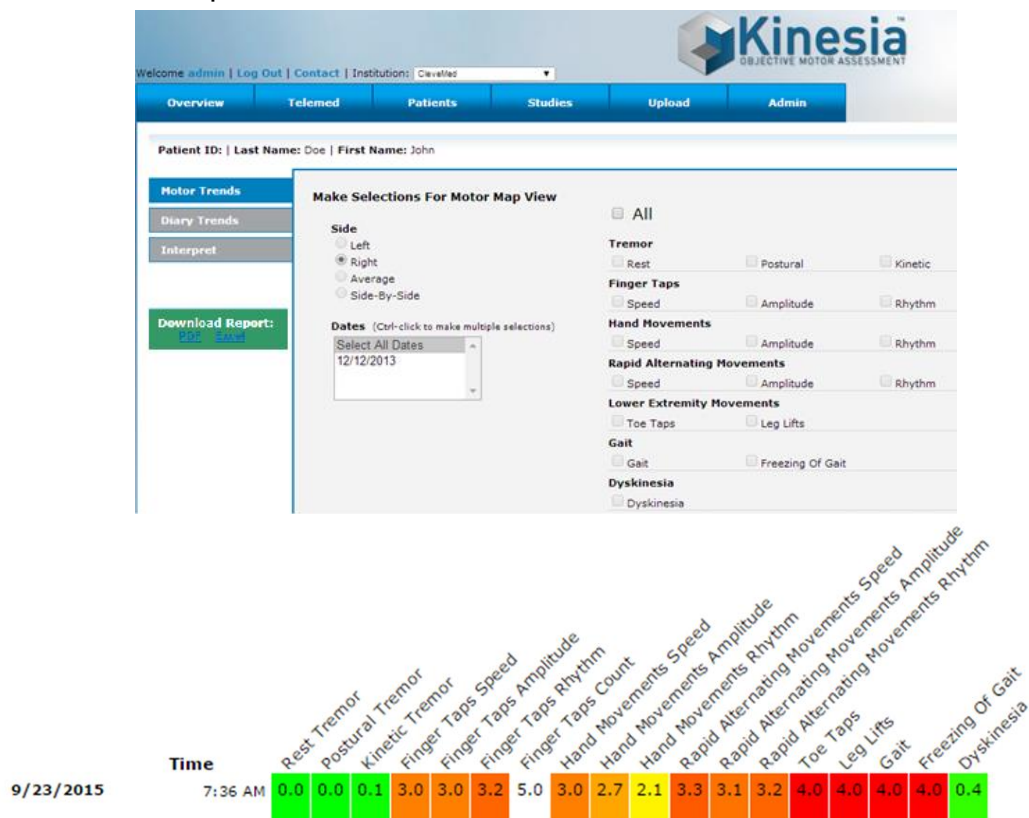 Kinesia™
OBJECTIVE MOTOR ASSESSMENT
Welcome admin | Log Out | Contact | Institution: CleveMed
Overview Telemed Patients Studies Upload Admin
Patient ID: | Last Name: Doe | First Name: John
Motor Trends
Diary Trends
Interpret
Download Report:
PDF Excel
Make Selections For Motor Map View
Side
Left
Right
Average
Side-By-Side
Dates (Ctrl-click to make multiple selections)
Select All Dates
12/12/2013
All
Tremor
Rest Postural Kinetic
Finger Taps
Speed Amplitude Rhythm
Hand Movements
Speed Amplitude Rhythm
Rapid Alternating Movements
Speed Amplitude Rhythm
Lower Extremity Movements
Toe Taps Leg Lifts
Gait
Gait Freezing Of Gait
Dyskinesia
Dyskinesia
Time
Rest Tremor
Postural Tremor
Kinetic Tremor
Finger Taps Speed
Finger Taps Amplitude
Finger Taps Rhythm
Finger Taps Count
Hand Movements Speed
Hand Movements Amplitude
Hand Movements Rhythm
Rapid Alternating Movements Speed
Rapid Alternating Movements Amplitude
Rapid Alternating Movements Rhythm
Toe Taps
Leg Lifts
Gait
Freezing Of Gait
Dyskinesia
9/23/2015 7:36 AM 0.0 0.0 0.1 3.0 3.0 3.2 5.0 3.0 2.7 2.1 3.3 3.1 3.2 4.0 4.0 4.0 4.0 0.4